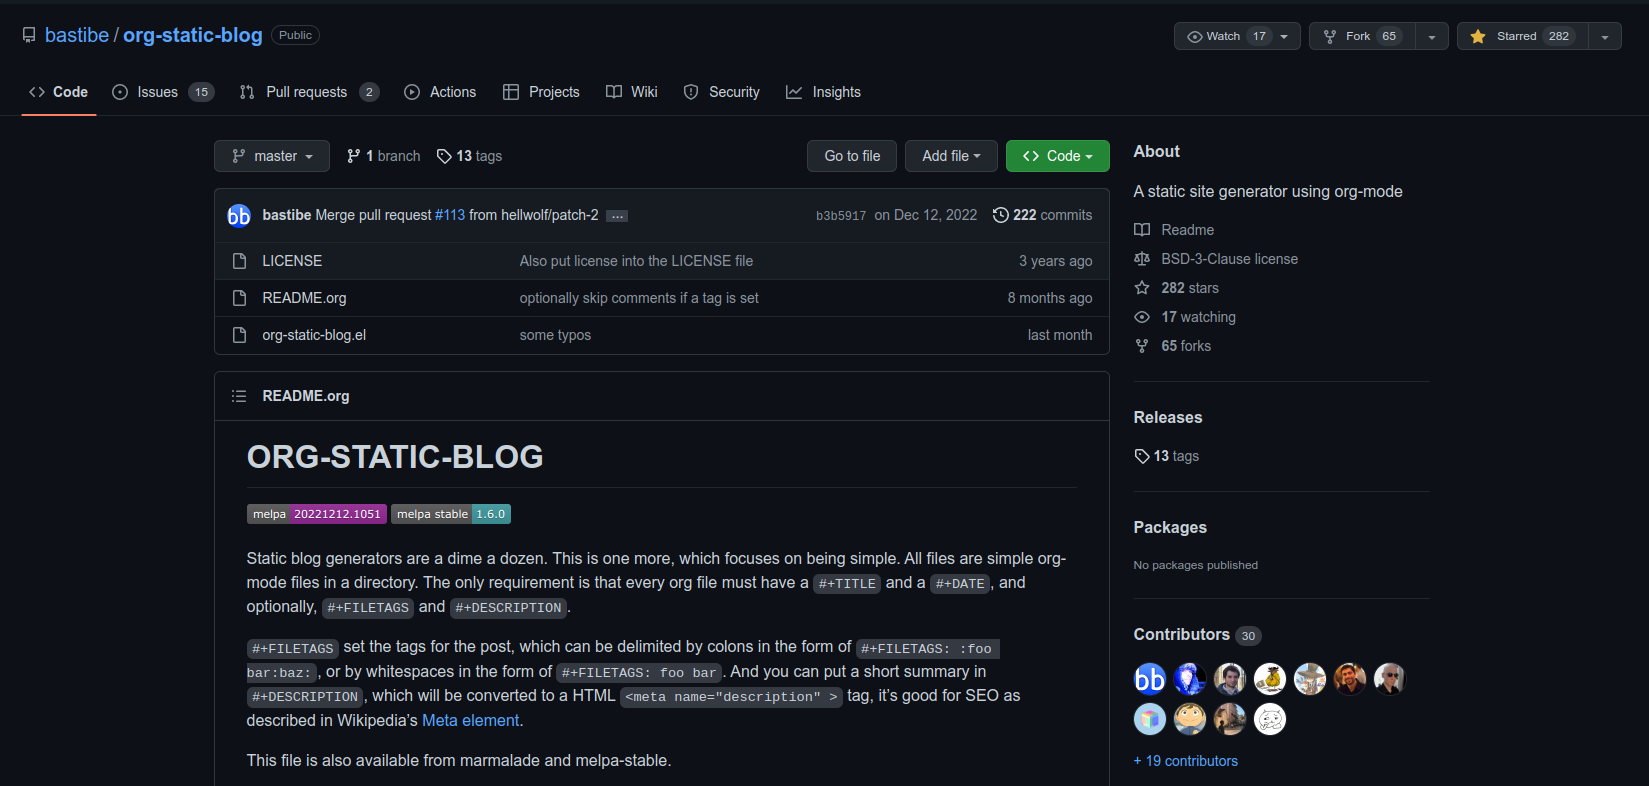 bastibe / org-static-blog Public
Watch 17
Fork 65
Starred 282
Code
Issues 15
Pull requests 2
Actions
Projects
Wiki
Security
Insights
master
1 branch
13 tags
Go to file
Add file
Code
bb bastibe Merge pull request #113 from hellwolf/patch-2 ...
b3b5917 on Dec 12, 2022 222 commits
LICENSE Also put license into the LICENSE file 3 years ago
README.org optionally skip comments if a tag is set 8 months ago
org-static-blog.el some typos last month
README.org
ORG-STATIC-BLOG
melpa 20221212.1051 melpa stable 1.6.0
Static blog generators are a dime a dozen. This is one more, which focuses on being simple. All files are simple org-
mode files in a directory. The only requirement is that every org file must have a #+TITLE and a #+DATE, and
optionally, #+FILETAGS and #+DESCRIPTION.
#+FILETAGS set the tags for the post, which can be delimited by colons in the form of #+FILETAGS: :foo
bar:baz:, or by whitespaces in the form of #+FILETAGS: foo bar. And you can put a short summary in
#+DESCRIPTION, which will be converted to a HTML <meta name="description" > tag, it's good for SEO as
described in Wikipedia's Meta element.
This file is also available from marmalade and melpa-stable.
About
A static site generator using org-mode
Readme
BSD-3-Clause license
282 stars
17 watching
65 forks
Releases
13 tags
Packages
No packages published
Contributors 30
bb
+ 19 contributors